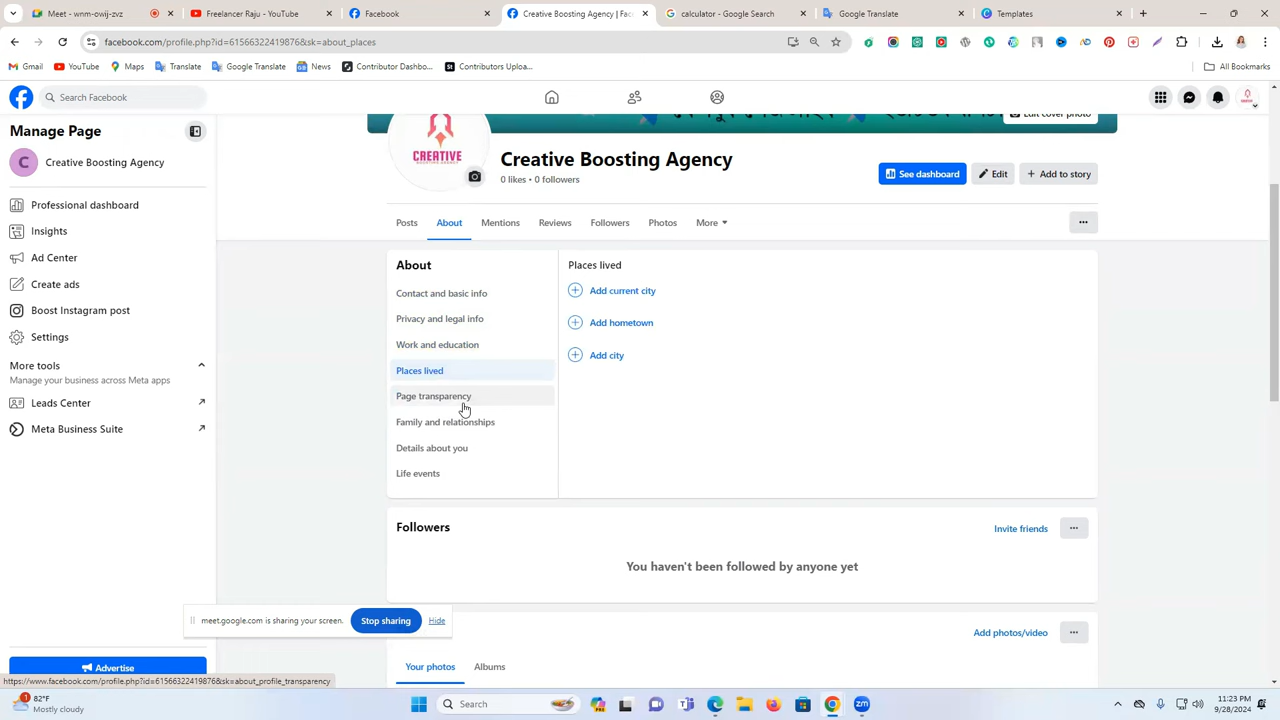 Meet - wnm-owij-zvc
Freelancer Raju - YouTube
Facebook
Creative Boosting Agency | Fac
calculator - Google Search
Google Translate
Templates
facebook.com/profile.php?id=61566322419876&sk=about_places
Gmail YouTube Maps Translate Google Translate News Contributor Dashbo... Contributors Uploa... All Bookmarks
Search Facebook
Manage Page
Creative Boosting Agency
Professional dashboard
Insights
Ad Center
Create ads
Boost Instagram post
Settings
More tools
Manage your business across Meta apps
Leads Center
Meta Business Suite
Advertise
Edit cover photo
CREATIVE
BOOSTING AGENCY
Creative Boosting Agency
0 likes • 0 followers
See dashboard Edit + Add to story
Posts About Mentions Reviews Followers Photos More
About
Contact and basic info
Privacy and legal info
Work and education
Places lived
Page transparency
Family and relationships
Details about you
Life events
Places lived
Add current city
Add hometown
Add city
Followers
Invite friends
You haven't been followed by anyone yet
Add photos/video
Your photos Albums
meet.google.com is sharing your screen. Stop sharing Hide
https://www.facebook.com/profile.php?id=61566322419876&sk=about_profile_transparency
82°F
Mostly cloudy
Search
11:23 PM
9/28/2024